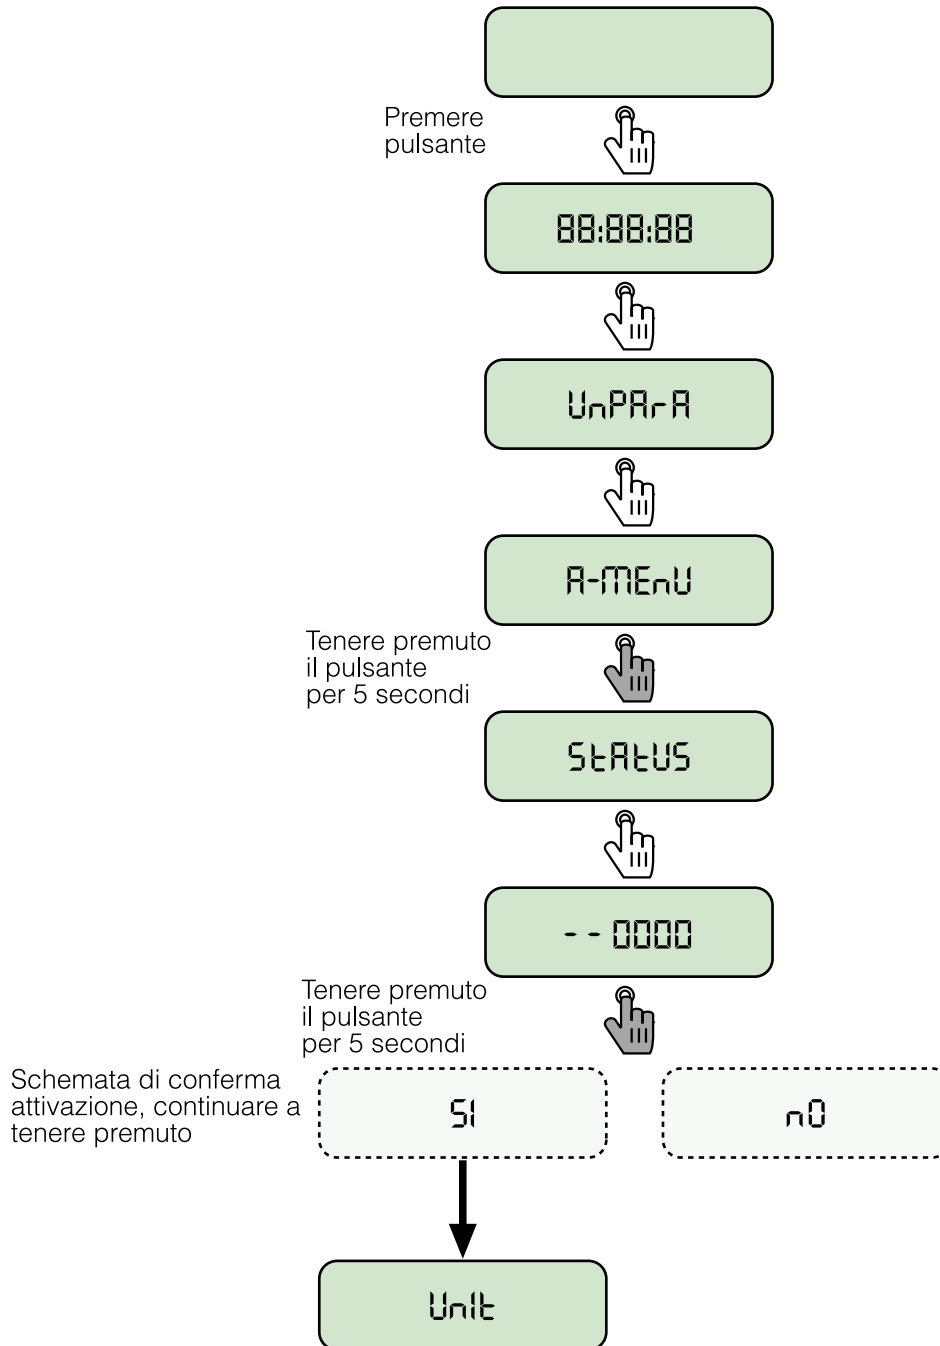 Premere
pulsante
88:88:88
UnPArA
A-MEnU
Tenere premuto
il pulsante
per 5 secondi
StAtUS
--0000
Tenere premuto
il pulsante
per 5 secondi
Schemata di conferma
attivazione, continuare a
tenere premuto
SI
nO
UnIt